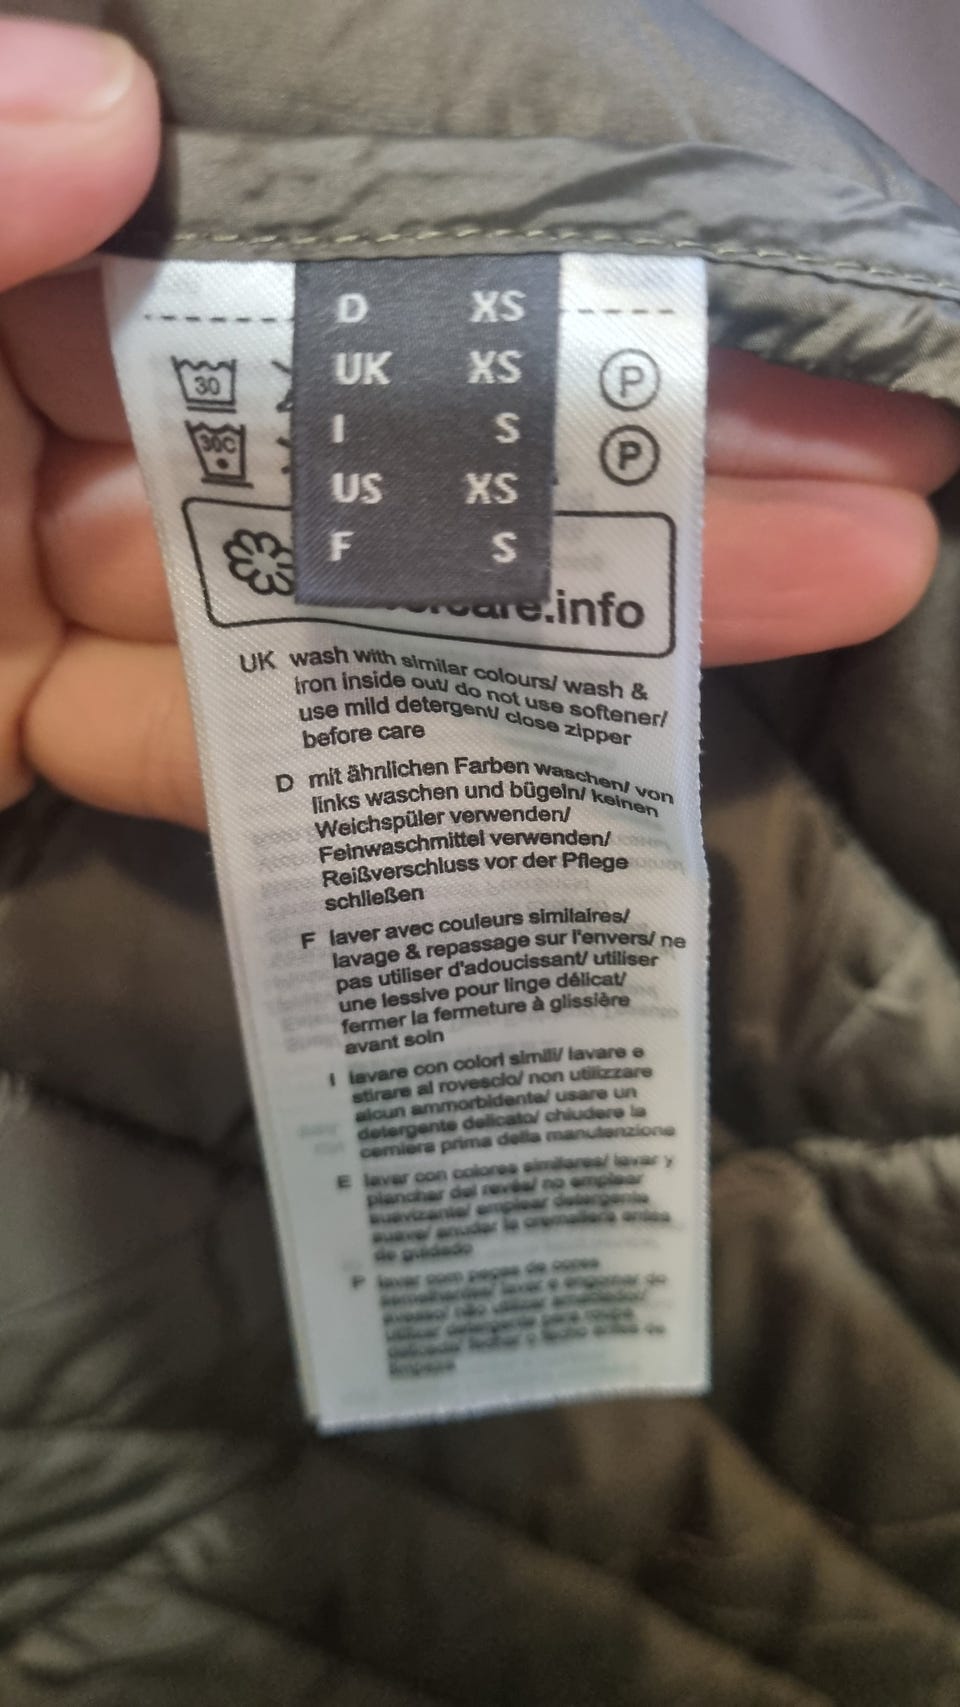 D XS
UK XS
I S
US XS
F S
30
30C
P
P
care.info
UK wash with similar colours/ wash &
iron inside out/ do not use softener/
use mild detergent/ close zipper
before care
D mit ähnlichen Farben waschen/ von
links waschen und bügeln/ keinen
Weichspüler verwenden/
Feinwaschmittel verwenden/
Reißverschluss vor der Pflege
schließen
F laver avec couleurs similaires/
lavage & repassage sur l'envers/ ne
pas utiliser d'adoucissant/ utiliser
une lessive pour linge délicat/
fermer la fermeture à glissière
avant soin
I lavare con colori simili/ lavare e
stirare al rovescio/ non utilizzare
alcun ammorbidente/ usare un
detergente delicato/ chiudere la
cerniera prima della manutenzione
E lavar con colores similares/ lavar y
planchar del revés/ no emplear
suavizante/ emplear detergente
suave/ anudar la cremallera antes
P lavar com peças de cores